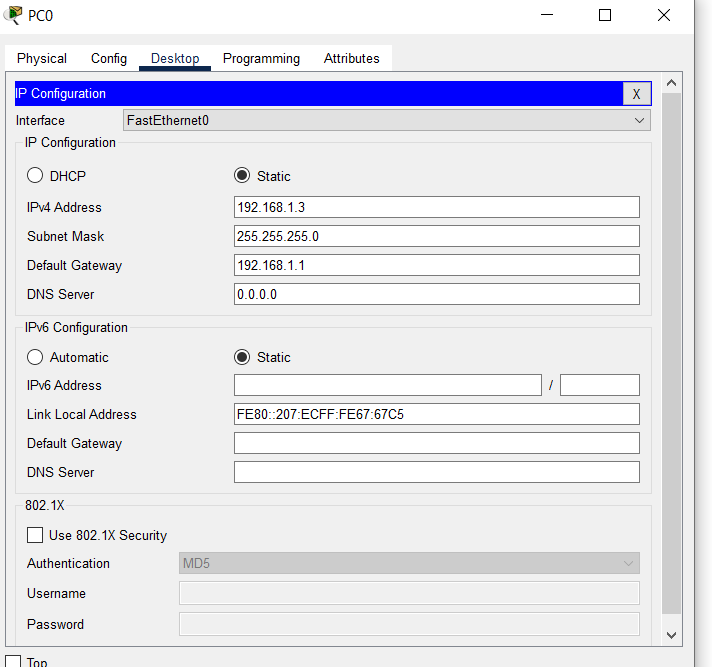 PC0
Physical Config Desktop Programming Attributes
IP Configuration X
Interface FastEthernet0
IP Configuration
DHCP Static
IPv4 Address 192.168.1.3
Subnet Mask 255.255.255.0
Default Gateway 192.168.1.1
DNS Server 0.0.0.0
IPv6 Configuration
Automatic Static
IPv6 Address /
Link Local Address FE80::207:ECFF:FE67:67C5
Default Gateway
DNS Server
802.1X
Use 802.1X Security
Authentication MD5
Username
Password
Top